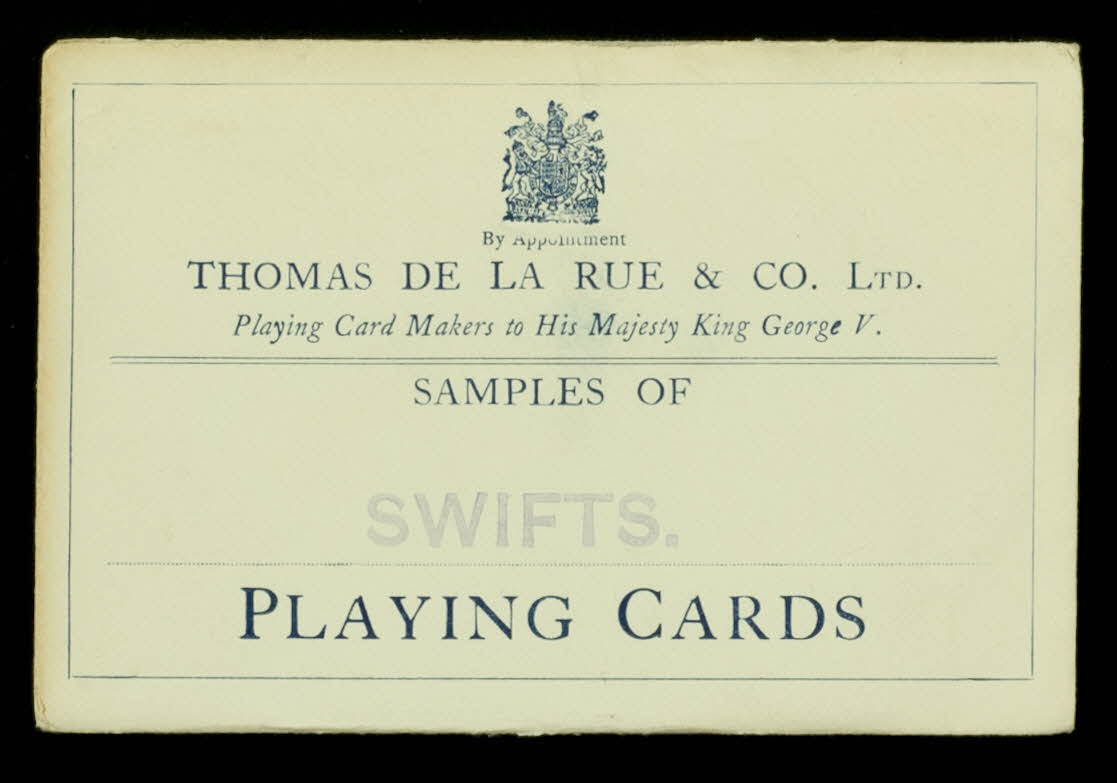 By Appointment
THOMAS DE LA RUE & CO. LTD.
Playing Card Makers to His Majesty King George V.
SAMPLES OF
SWIFTS.
PLAYING CARDS